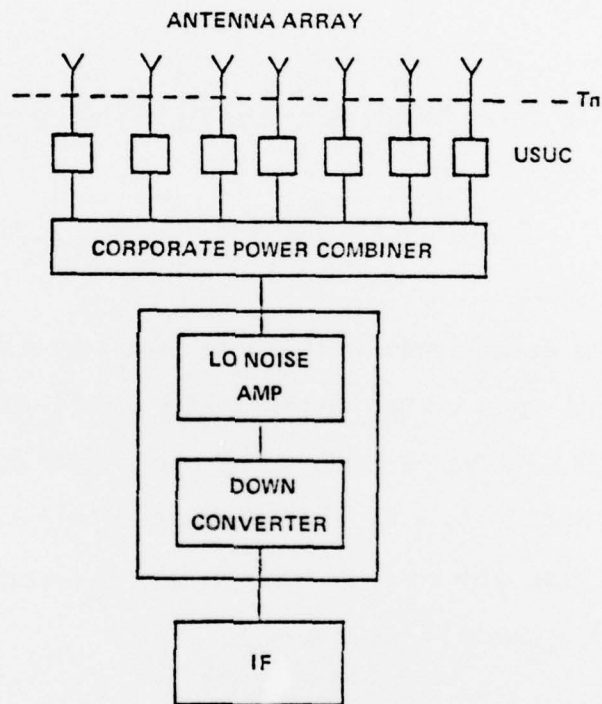 ANTENNA ARRAY
Tn
USUC
CORPORATE POWER COMBINER
LO NOISE
AMP
DOWN
CONVERTER
IF